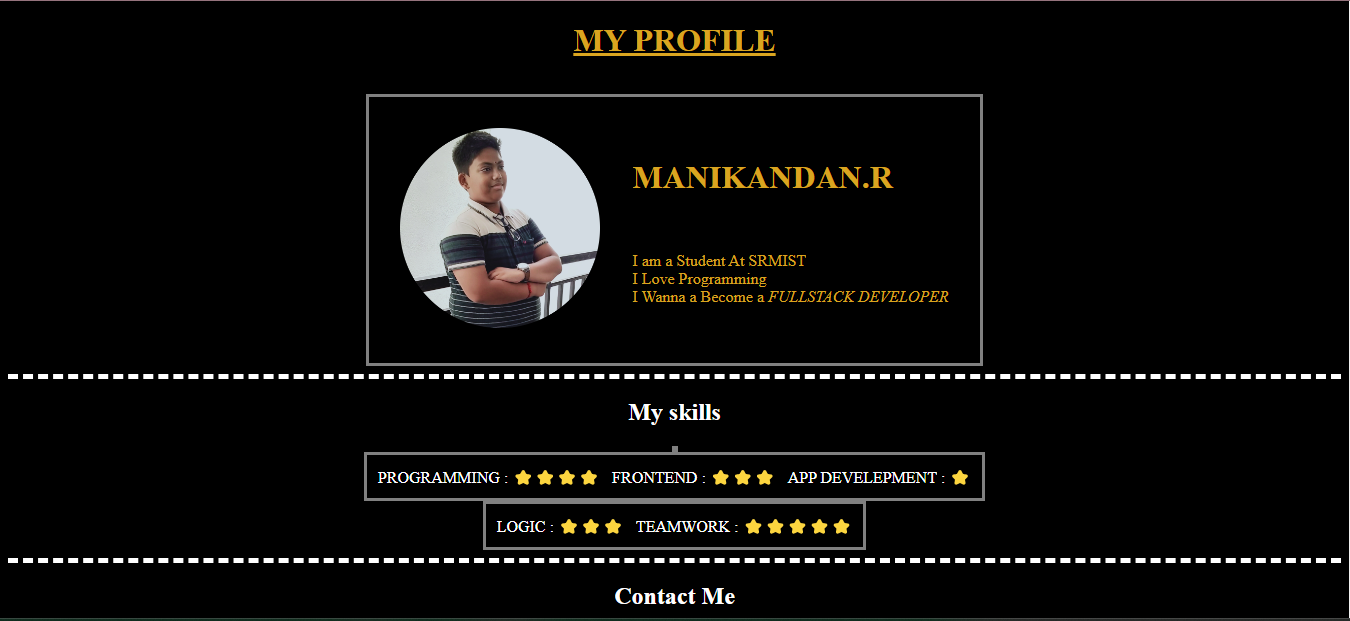 MY PROFILE
MANIKANDAN.R
I am a Student At SRMIST
I Love Programming
I Wanna a Become a FULLSTACK DEVELOPER
My skills
PROGRAMMING : ⭐ ⭐ ⭐ ⭐ FRONTEND : ⭐ ⭐ ⭐ APP DEVELEPMENT : ⭐
LOGIC : ⭐ ⭐ ⭐ TEAMWORK : ⭐ ⭐ ⭐ ⭐ ⭐
Contact Me